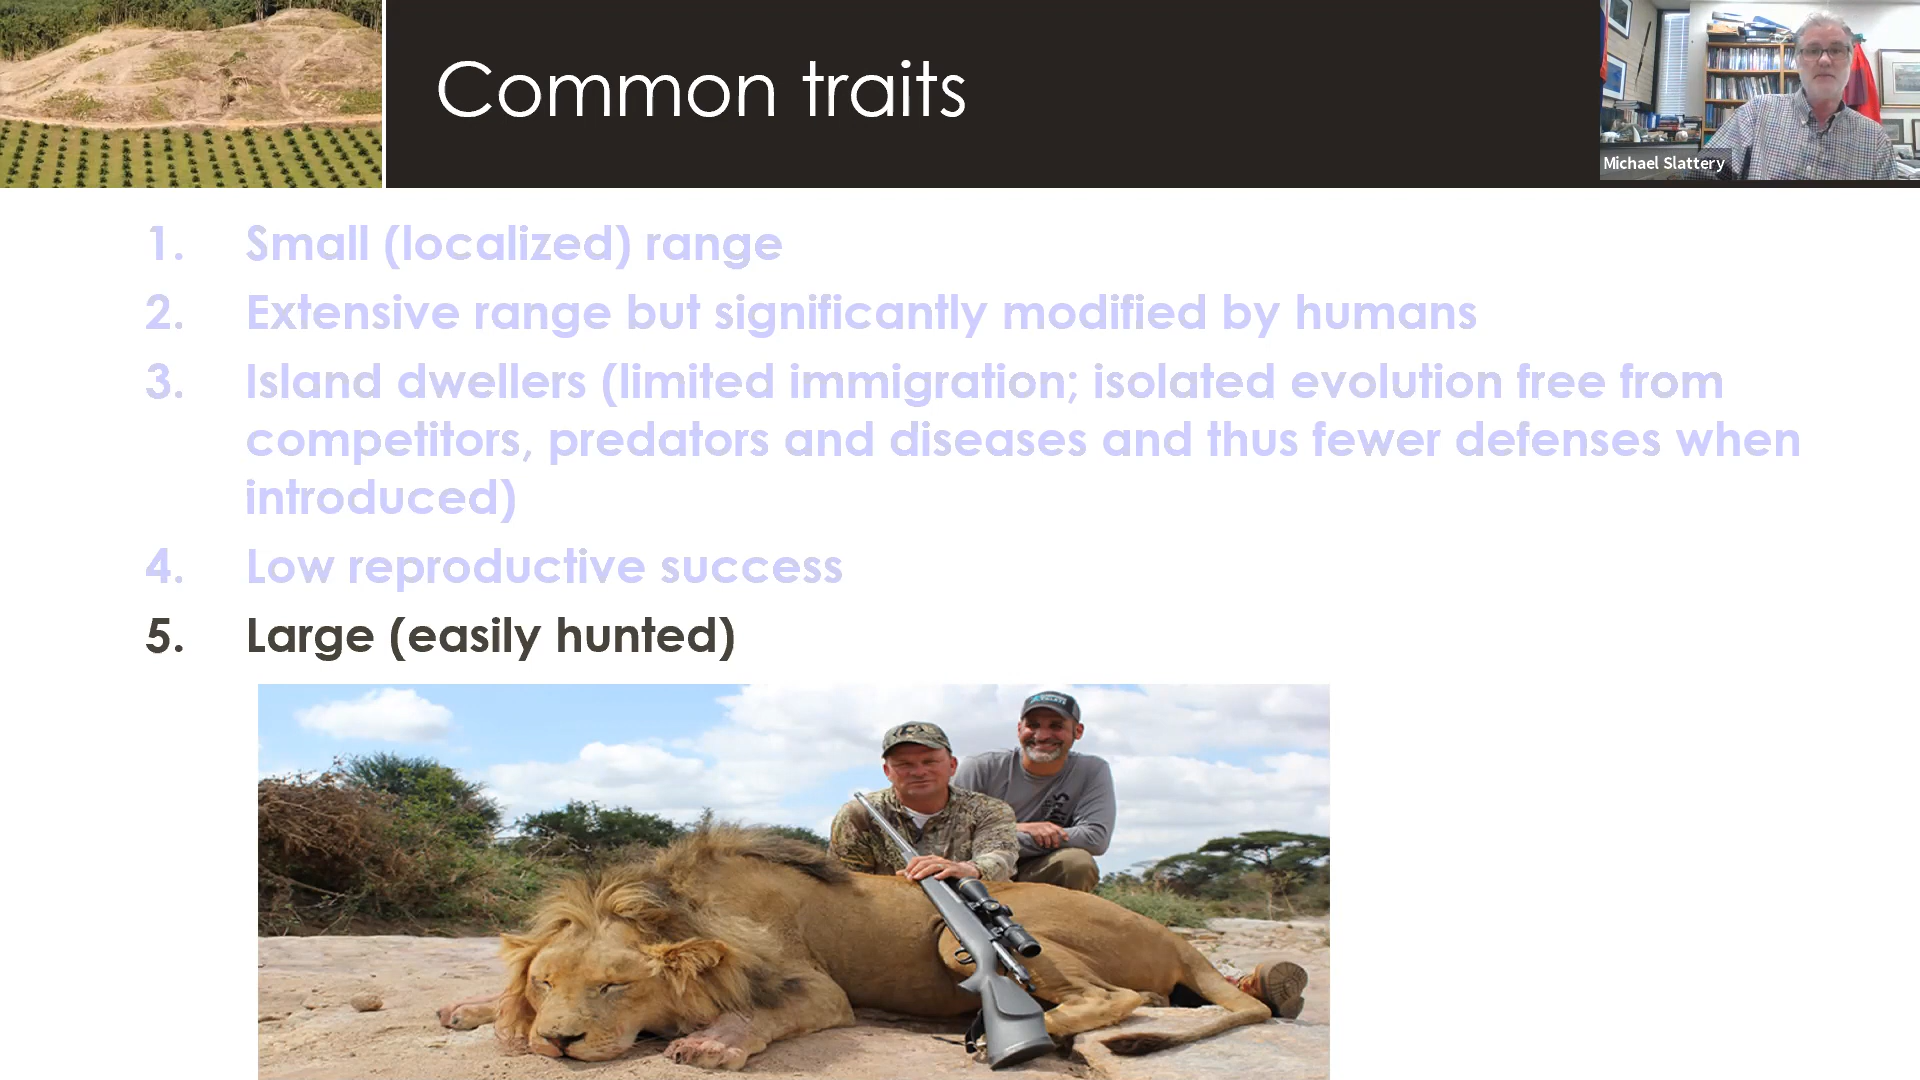 Common traits
Michael Slattery
1. Small (localized) range
2. Extensive range but significantly modified by humans
3. Island dwellers (limited immigration; isolated evolution free from
competitors, predators and diseases and thus fewer defenses when
introduced)
4. Low reproductive success
5. Large (easily hunted)